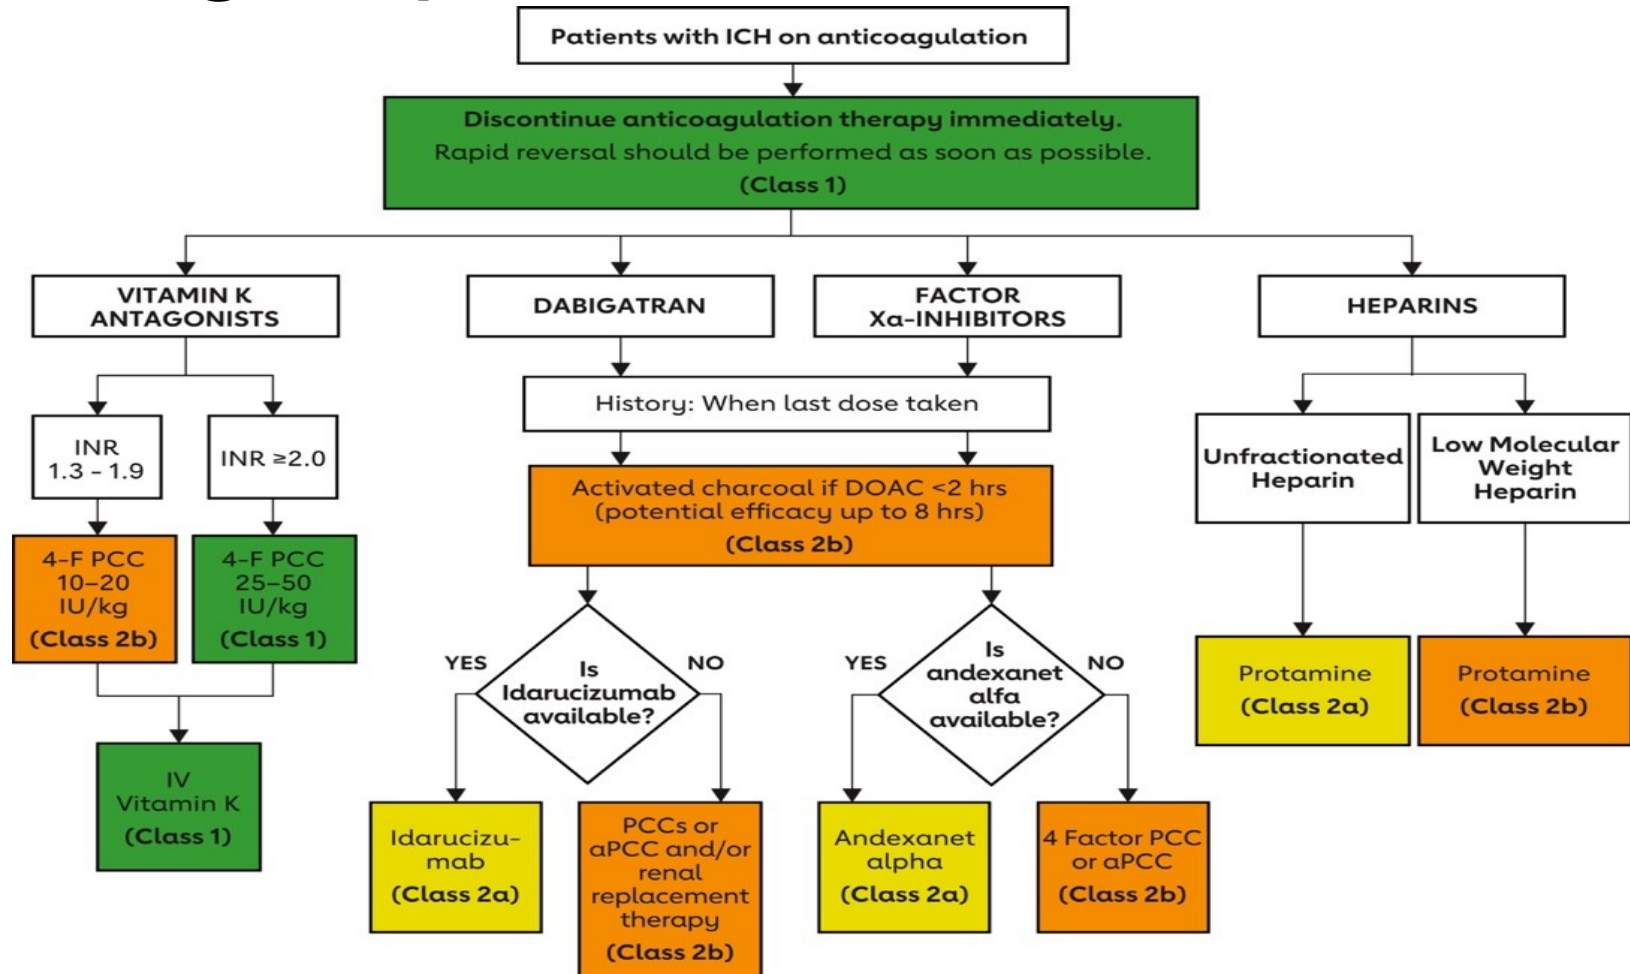 Patients with ICH on anticoagulation
Discontinue anticoagulation therapy immediately.
Rapid reversal should be performed as soon as possible.
(Class 1)
VITAMIN K
ANTAGONISTS
DABIGATRAN
FACTOR
Xa-INHIBITORS
HEPARINS
History: When last dose taken
INR
1.3 - 1.9
INR ≥2.0
Unfractionated
Heparin
Low Molecular
Weight
Heparin
Activated charcoal if DOAC <2 hrs
(potential efficacy up to 8 hrs)
(Class 2b)
4-F PCC
10–20
IU/kg
(Class 2b)
4-F PCC
25–50
IU/kg
(Class 1)
YES
Is
Idarucizumab
available?
NO
YES
Is
andexanet
alfa
available?
NO
Protamine
(Class 2a)
Protamine
(Class 2b)
IV
Vitamin K
(Class 1)
Idarucizu-
mab
(Class 2a)
PCCs or
aPCC and/or
renal
replacement
therapy
(Class 2b)
Andexanet
alpha
(Class 2a)
4 Factor PCC
or aPCC
(Class 2b)